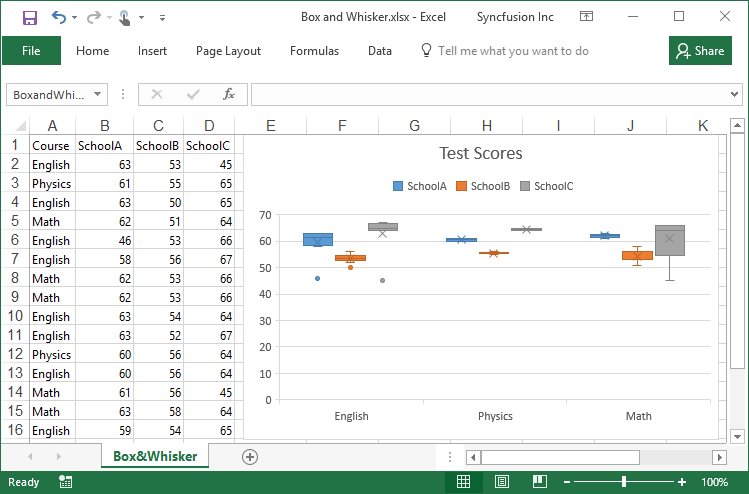 Box and Whisker.xlsx - Excel Syncfusion Inc
File Home Insert Page Layout Formulas Data Tell me what you want to do Share
BoxandWhi... fx
A B C D E F G H I J K
1 Course SchoolA SchoolB SchoolC
2 English 63 53 45
3 Physics 61 55 65
4 English 63 50 65
5 Math 62 51 64
6 English 46 53 66
7 English 58 56 67
8 Math 62 53 66
9 Math 62 53 66
10 English 63 54 64
11 English 63 52 67
12 Physics 60 56 64
13 English 60 56 64
14 Math 61 56 45
15 Math 63 58 64
16 English 59 54 65
Test Scores
SchoolA SchoolB SchoolC
70
60
50
40
30
20
10
0
English Physics Math
Box&Whisker
Ready 100%